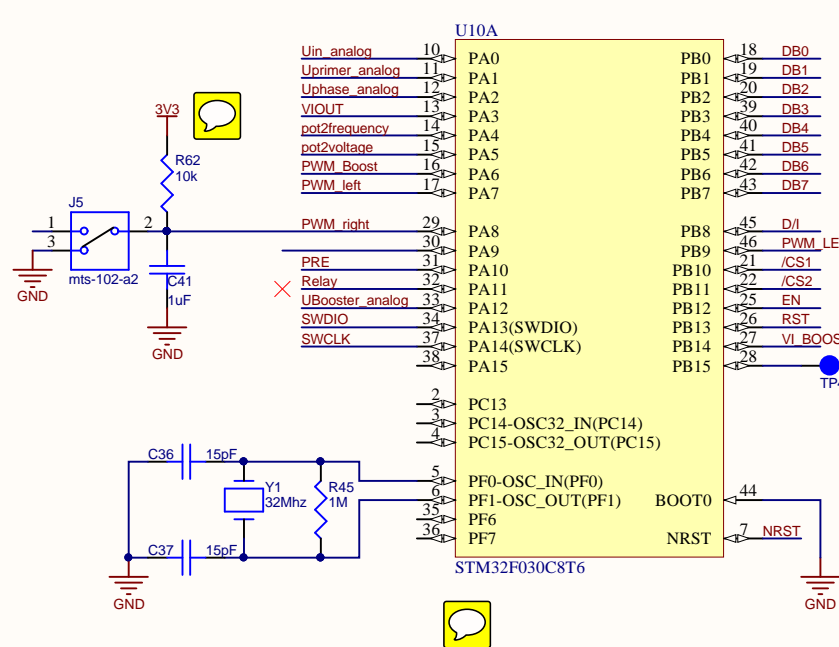 U10A
Uin_analog 10 PA0 PB0 18 DB0
Uprimer_analog 11 PA1 PB1 19 DB1
Uphase_analog 12 PA2 PB2 20 DB2
3V3 VIOUT 13 PA3 PB3 39 DB3
pot2frequency 14 PA4 PB4 40 DB4
R62 pot2voltage 15 PA5 PB5 41 DB5
10k PWM_Boost 16 PA6 PB6 42 DB6
PWM_left 17 PA7 PB7 43 DB7
J5
1 2 PWM_right 29 PA8 PB8 45 D/I
3 30 PA9 PB9 46 PWM_LE
PRE 31 PA10 PB10 21 /CS1
mts-102-a2 C41 Relay 32 PA11 PB11 22 /CS2
GND 1uF UBooster_analog 33 PA12 PB12 25 EN
SWDIO 34 PA13(SWDIO) PB13 26 RST
SWCLK 37 PA14(SWCLK) PB14 27 VI_BOOS
GND 38 PA15 PB15 28
TP4
2 PC13
3 PC14-OSC32_IN(PC14)
4 PC15-OSC32_OUT(PC15)
C36 15pF
5 PF0-OSC_IN(PF0)
Y1 R45 6 PF1-OSC_OUT(PF1) BOOT0 44
32Mhz 1M 35 PF6
36 PF7 NRST 7 NRST
C37 15pF
STM32F030C8T6
GND GND